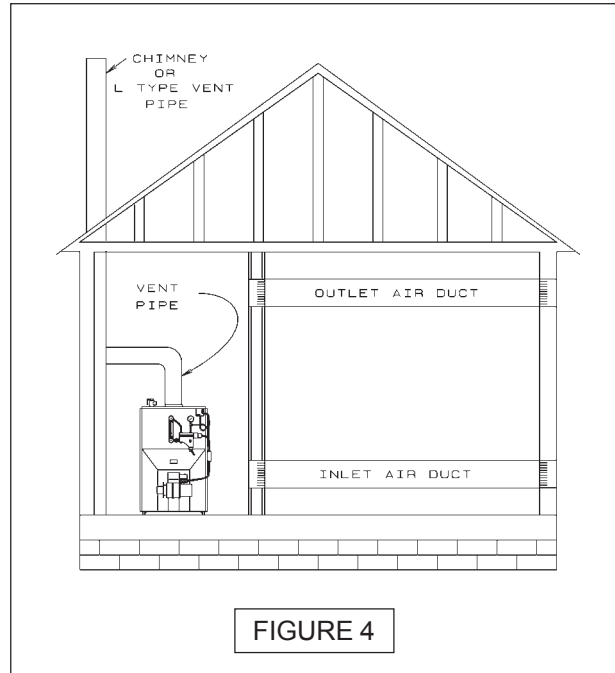 CHIMNEY
OR
L TYPE VENT
PIPE
VENT
PIPE
OUTLET AIR DUCT
INLET AIR DUCT
FIGURE 4